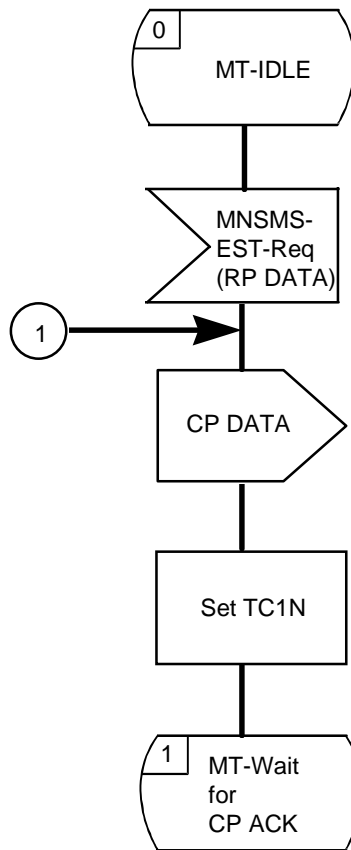 0
MT-IDLE
MNSMS-
EST-Req
(RP DATA)
1
CP DATA
Set TC1N
1
MT-Wait
for
CP ACK